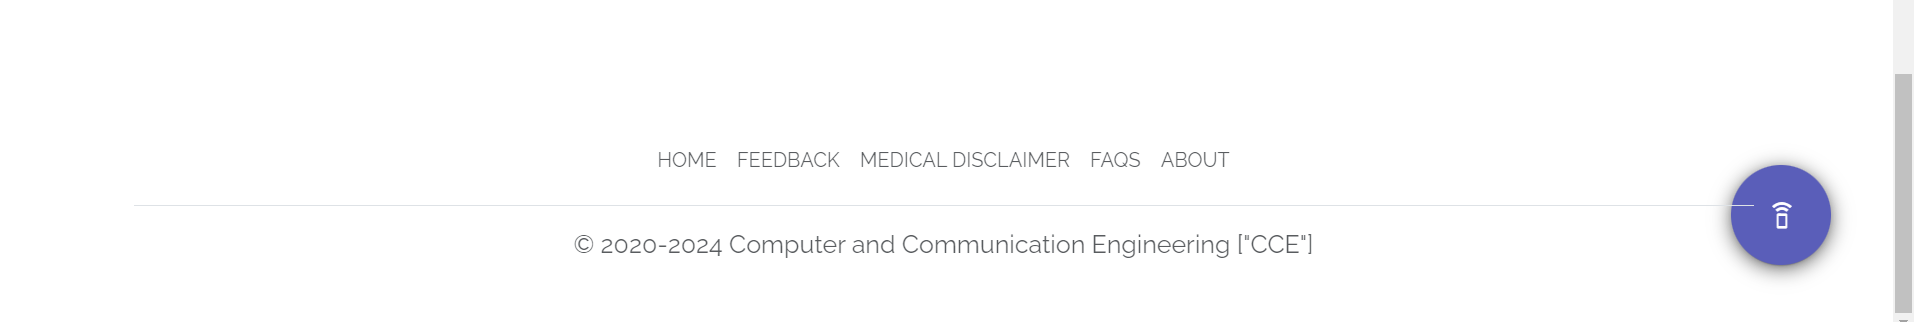 HOME FEEDBACK MEDICAL DISCLAIMER FAQS ABOUT
© 2020-2024 Computer and Communication Engineering ["CCE"]